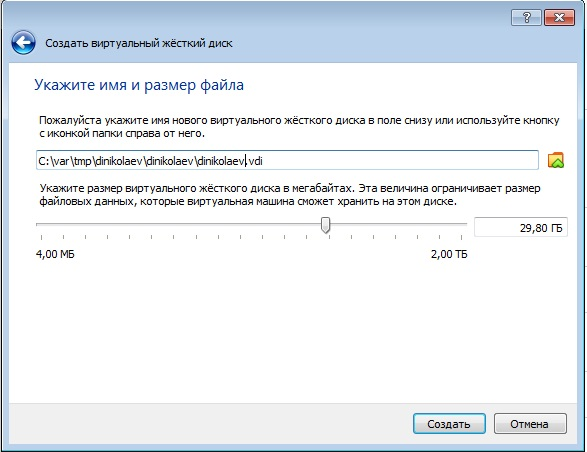 ?
Создать виртуальный жёсткий диск
Укажите имя и размер файла
Пожалуйста укажите имя нового виртуального жёсткого диска в поле снизу или используйте кнопку
с иконкой папки справа от него.
C:\var\tmp\dinikolaev\dinikolaev\dinikolaev.vdi
Укажите размер виртуального жёсткого диска в мегабайтах. Эта величина ограничивает размер
файловых данных, которые виртуальная машина сможет хранить на этом диске.
29,80 ГБ
4,00 МБ 2,00 ТБ
Создать Отмена